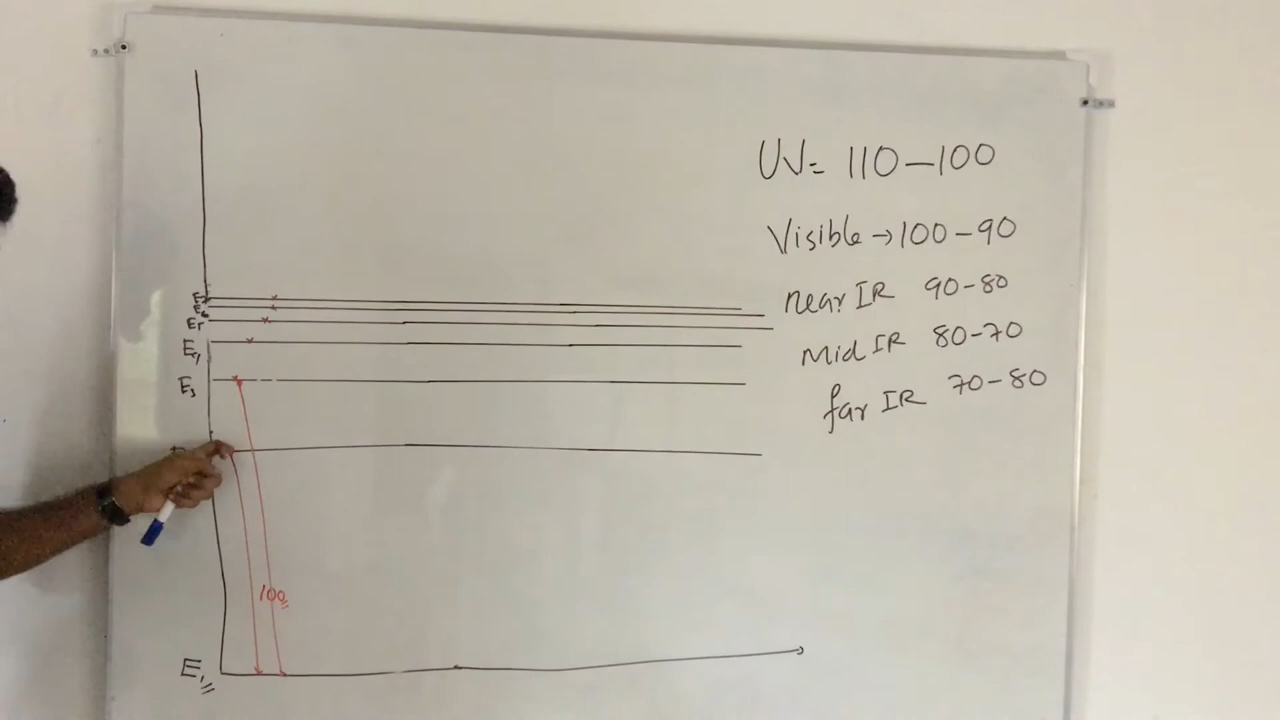 UV= 110-100
Visible → 100-90
near IR 90-80
Mid IR 80-70
far IR 70-80
E7
E6
E5
E4
E3
100
E1